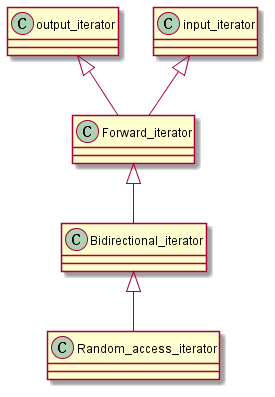 C output_iterator
C input_iterator
C Forward_iterator
C Bidirectional_iterator
C Random_access_iterator